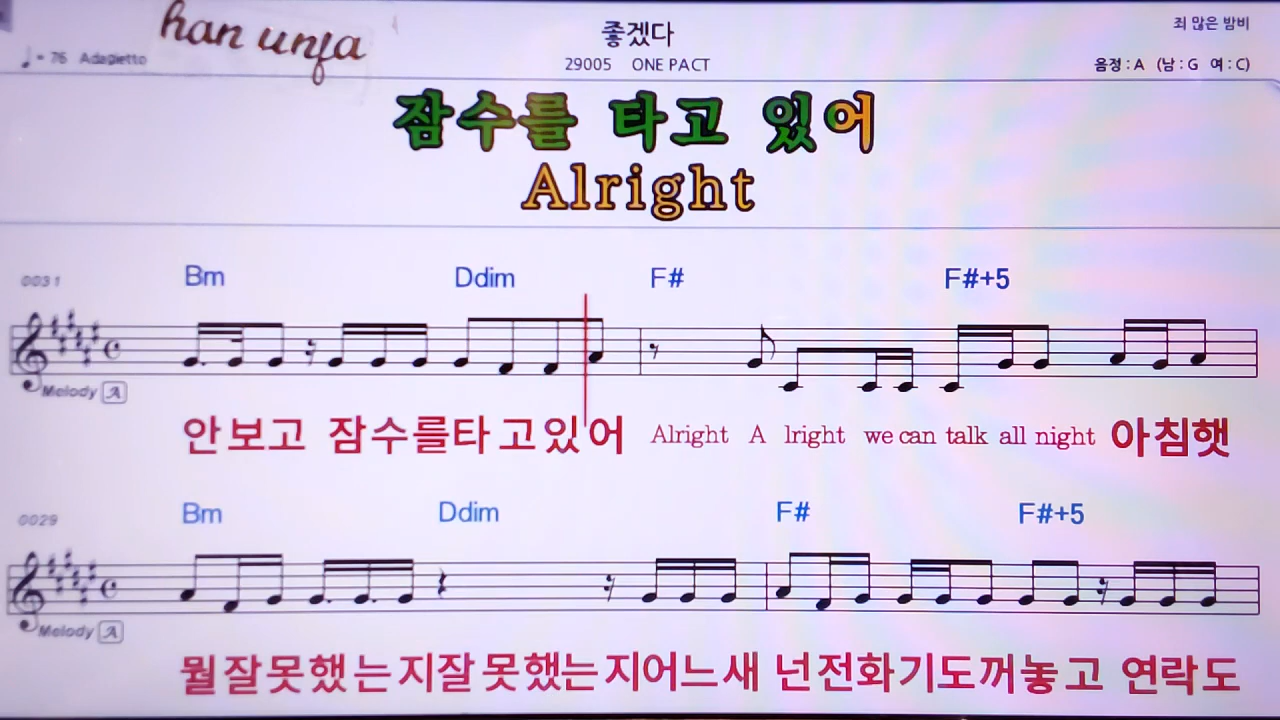 han unja
좋겠다
죄 많은 밤비
♩= 76 Adagietto
29005 ONE PACT
음정 : A (남 : G 여 : C)
잠수를 타고 있어
Alright
0031 Bm Ddim F# F#+5
Melody A
안보고 잠수를타고있어 Alright A lright we can talk all night 아침햇
0029 Bm Ddim F# F#+5
Melody A
뭘잘못했는지잘못했는지어느새 넌전화기도꺼놓고 연락도